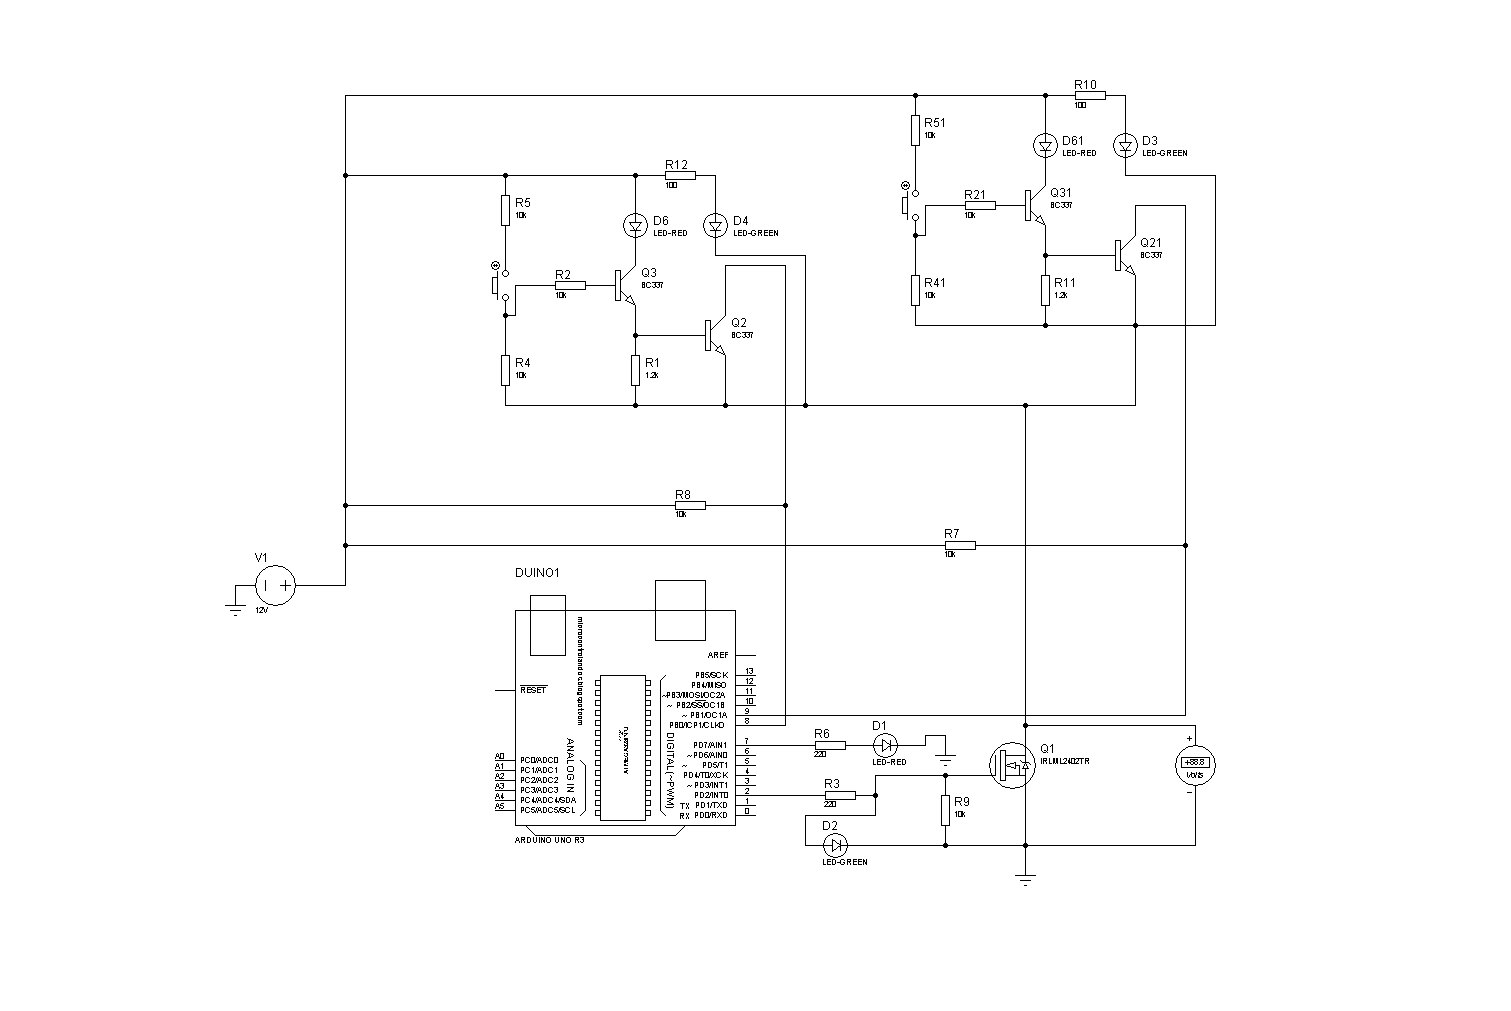 R10
100
R51
10k
D61
LED-RED
D3
LED-GREEN
R12
100
R21
10k
Q31
BC337
R5
10k
D6
LED-RED
D4
LED-GREEN
Q21
BC337
R2
10k
Q3
BC337
R41
10k
R11
1.2k
Q2
BC337
R4
10k
R1
1.2k
R8
10k
R7
10k
V1
12V
DUINO1
AREF
RESET
PB5/SCK 13
PB4/MISO 12
~PB3/MOSI/OC2A 11
~ PB2/SS/OC1B 10
~ PB1/OC1A 9
PB0/ICP1/CLKO 8
PD7/AIN1 7
~ PD6/AIN0 6
~ PD5/T1 5
PD4/T0/XCK 4
~ PD3/INT1 3
PD2/INT0 2
TX PD1/TXD 1
RX PD0/RXD 0
DIGITAL (~PWM)
ANALOG IN
A0 PC0/ADC0
A1 PC1/ADC1
A2 PC2/ADC2
A3 PC3/ADC3
A4 PC4/ADC4/SDA
A5 PC5/ADC5/SCL
ARDUINO UNO R3
R6
220
D1
LED-RED
Q1
IRLML2402TR
+88.8
Volts
R3
220
R9
10k
D2
LED-GREEN